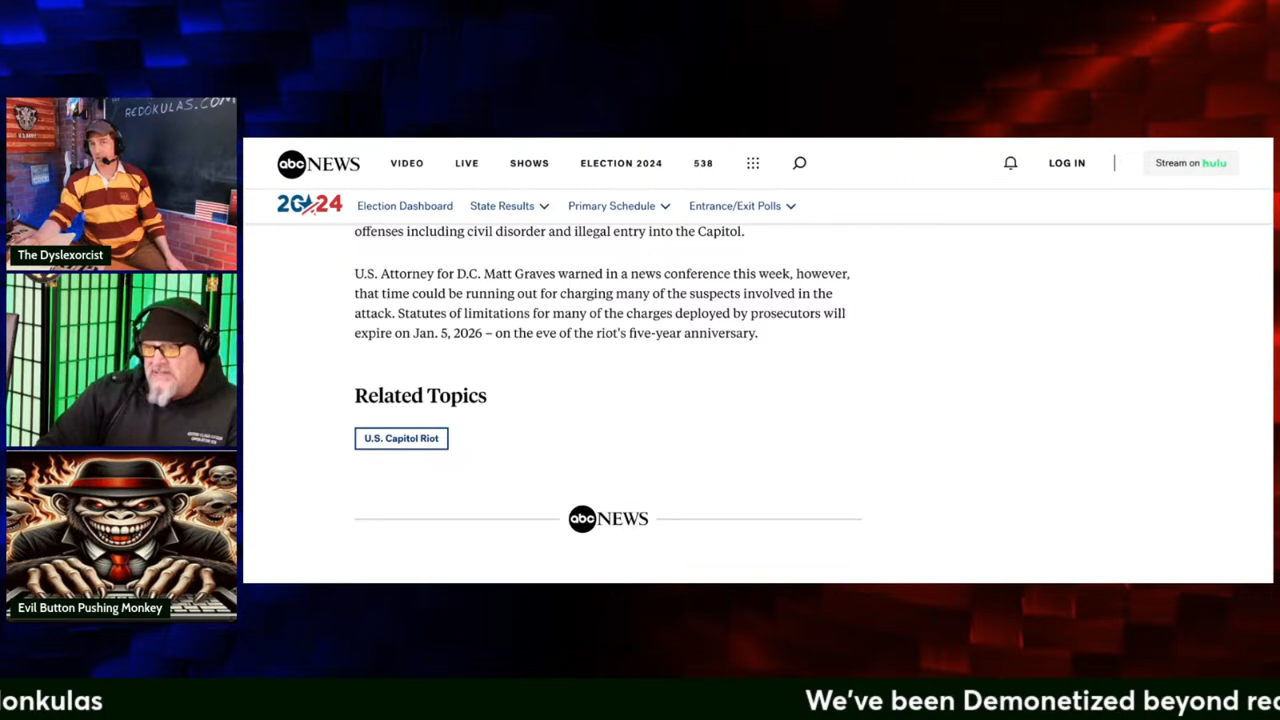 REDOKULAS.COM
The Dyslexorcist
Evil Button Pushing Monkey
abc NEWS
VIDEO
LIVE
SHOWS
ELECTION 2024
538
LOG IN
Stream on hulu
2024
Election Dashboard
State Results
Primary Schedule
Entrance/Exit Polls
offenses including civil disorder and illegal entry into the Capitol.
U.S. Attorney for D.C. Matt Graves warned in a news conference this week, however,
that time could be running out for charging many of the suspects involved in the
attack. Statutes of limitations for many of the charges deployed by prosecutors will
expire on Jan. 5, 2026 – on the eve of the riot's five-year anniversary.
Related Topics
U.S. Capitol Riot
abc NEWS
lonkulas
We've been Demonetized beyond rec